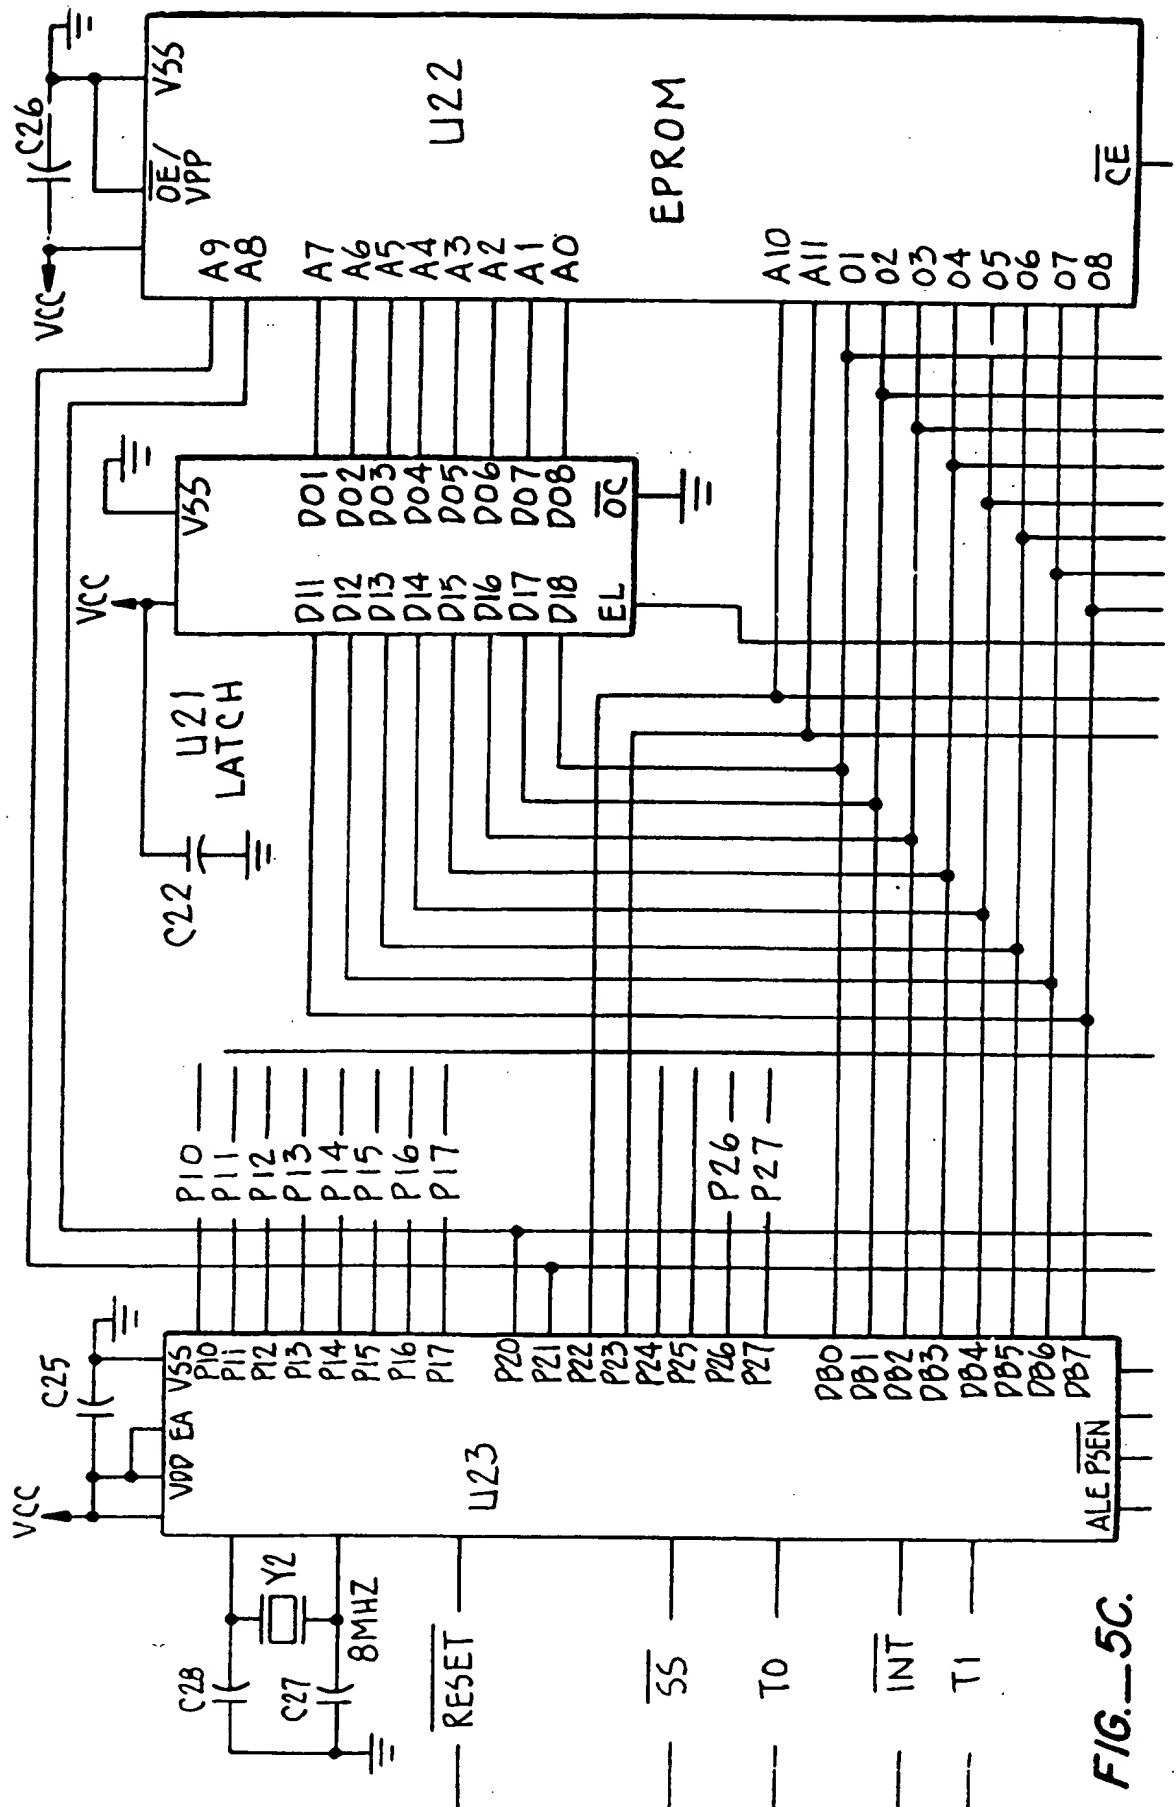 VCC
C25
VDD EA VSS
P10
P11
P12
P13
P14
P15
P16
P17
P20
P21
P22
P23
P24
P25
P26
P27
DB0
DB1
DB2
DB3
DB4
DB5
DB6
DB7
U23
ALE PSEN
C28
Y2
C27
8MHZ
RESET
SS
T0
INT
T1
P10
P11
P12
P13
P14
P15
P16
P17
P26
P27
C22
U21
LATCH
VCC
VSS
DI1 DO1
DI2 DO2
DI3 DO3
DI4 DO4
DI5 DO5
DI6 DO6
DI7 DO7
DI8 DO8
EL OC
VCC
C26
OE/
VPP
VSS
A9
A8
A7
A6
A5
A4
A3
A2
A1
A0
U22
EPROM
A10
A11
O1
O2
O3
O4
O5
O6
O7
O8
CE
FIG._5C.